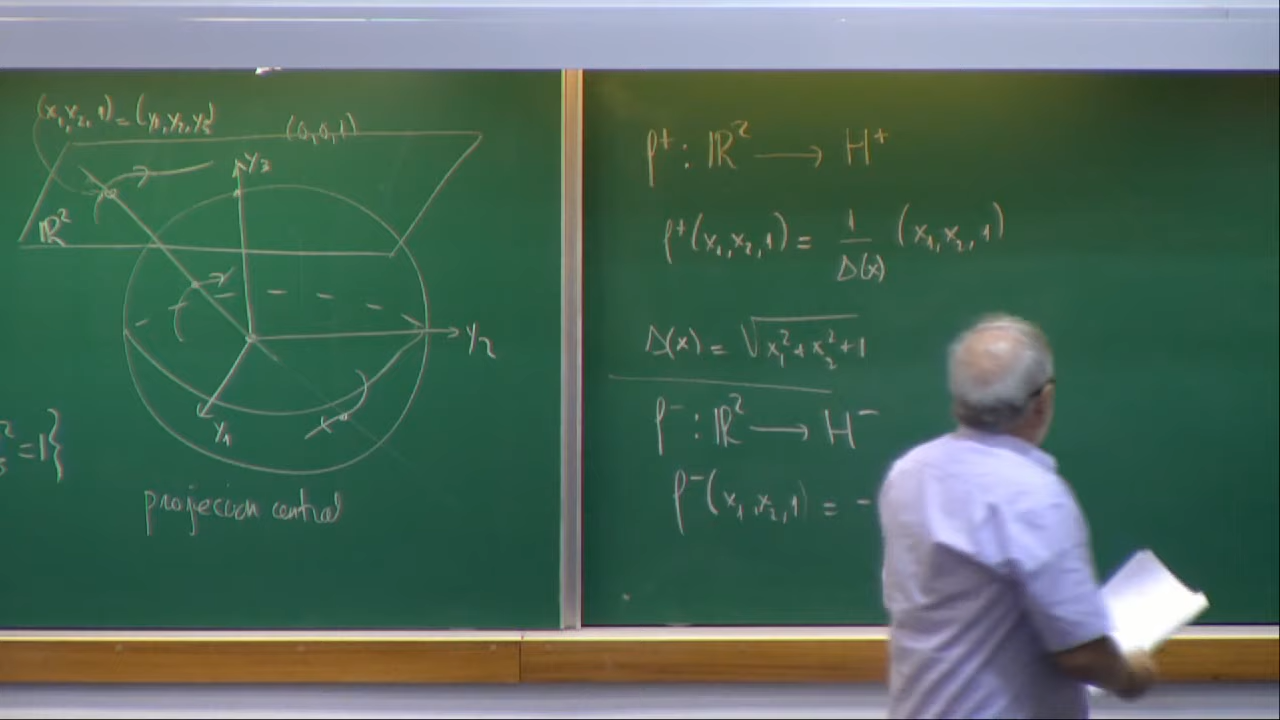 (x₁,x₂,1)=(y₁,y₂,y₃)
(0,0,1)
y₃
ℝ²
y₂
y₁
=1}
projeccion central
p⁺: ℝ² ⟶ H⁺
p⁺(x₁,x₂,1) = 1/Δ(x) (x₁,x₂,1)
Δ(x) = √(x₁²+x₂²+1)
p⁻: ℝ² ⟶ H⁻
p⁻(x₁,x₂,1) = -